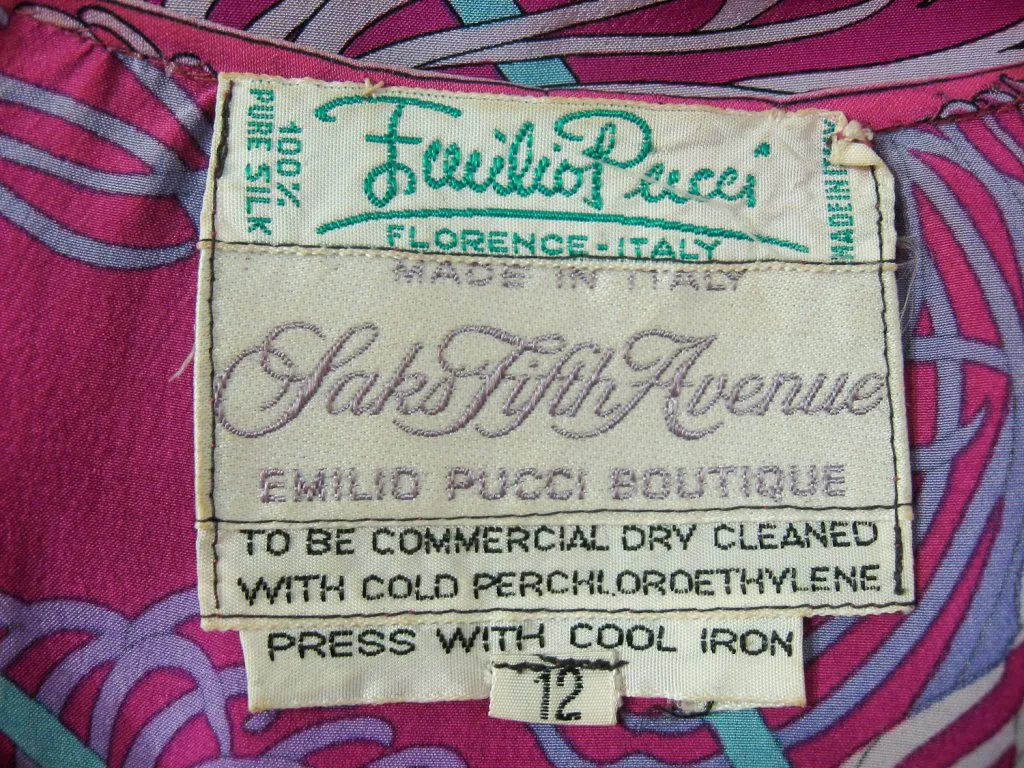 100%
PURE SILK
Emilio Pucci
FLORENCE - ITALY
MADE IN ITALY
MADE IN ITALY
Saks Fifth Avenue
EMILIO PUCCI BOUTIQUE
TO BE COMMERCIAL DRY CLEANED
WITH COLD PERCHLOROETHYLENE
PRESS WITH COOL IRON
12